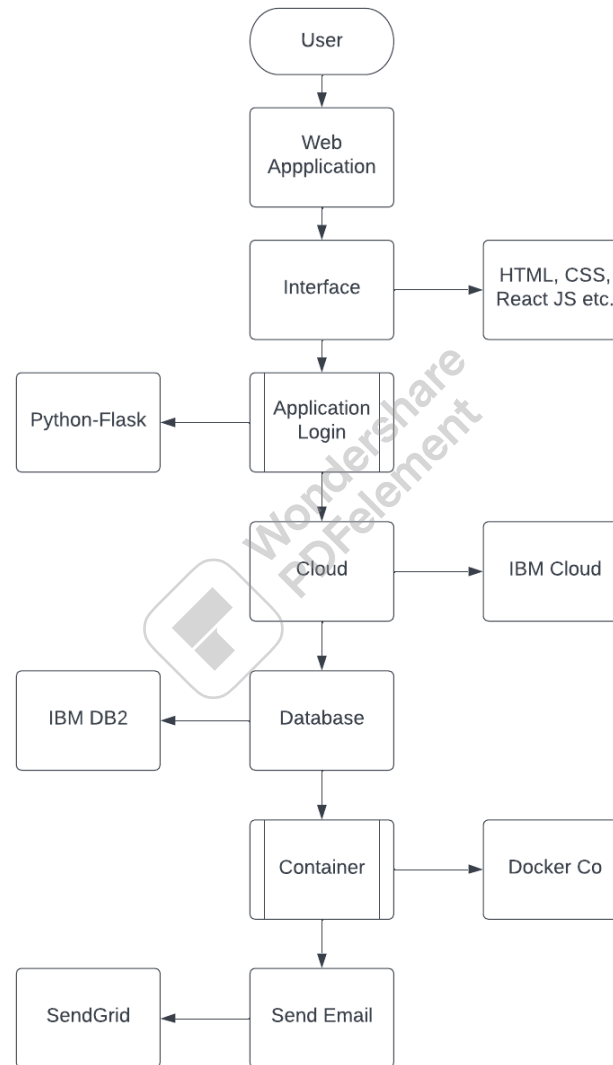 User
Web
Appplication
Interface
HTML, CSS,
React JS etc.
Python-Flask
Application
Login
Cloud
IBM Cloud
IBM DB2
Database
Container
Docker Co
SendGrid
Send Email
Wondershare
PDFelement